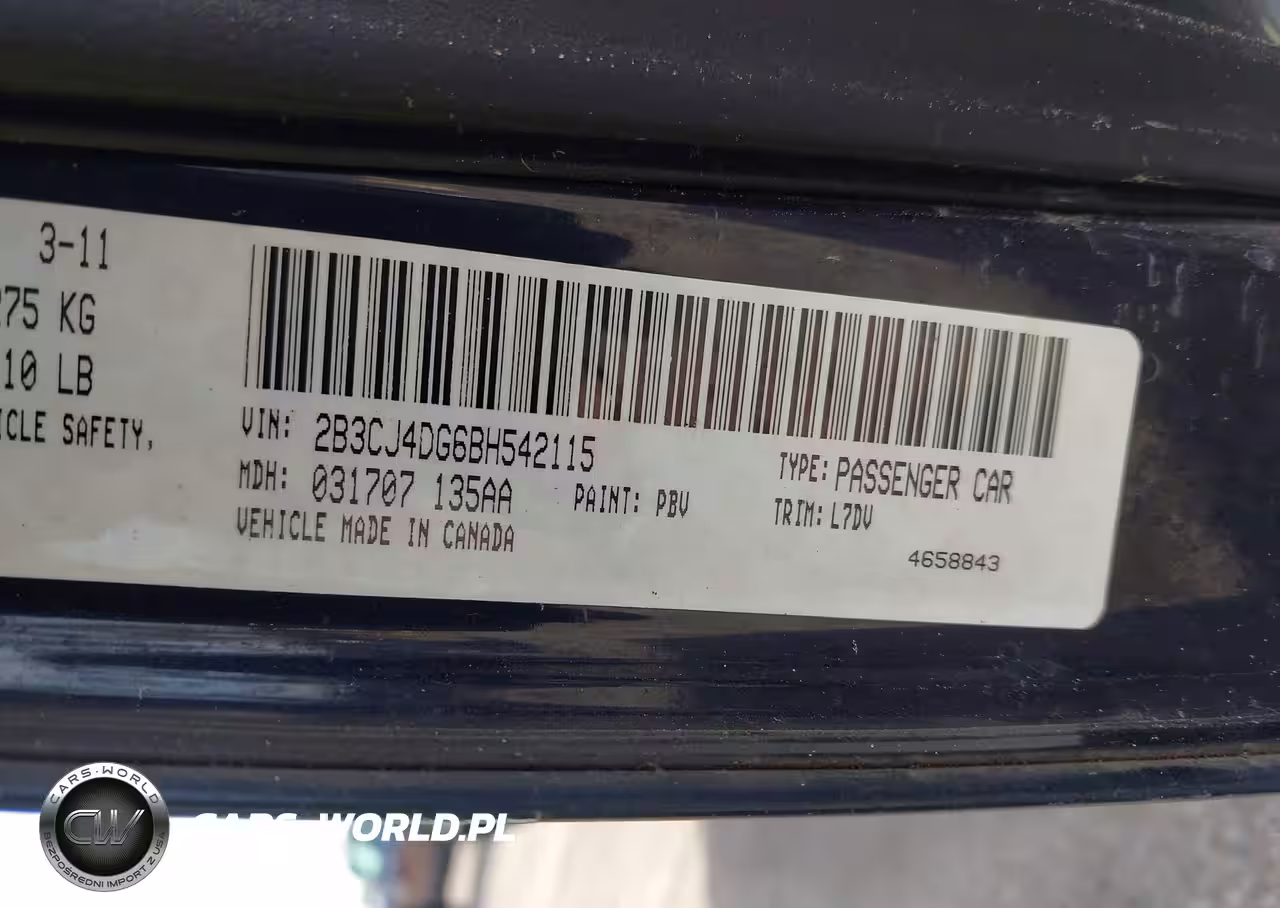 3-11
275 KG
10 LB
ICLE SAFETY,
VIN: 2B3CJ4DG6BH542115
MDH: 031707 135AA
PAINT: PBV
VEHICLE MADE IN CANADA
TYPE: PASSENGER CAR
TRIM: L7DV
4658843
CARS-WORLD
CW
BEZPOŚREDNI IMPORT Z USA
CARS-WORLD.PL